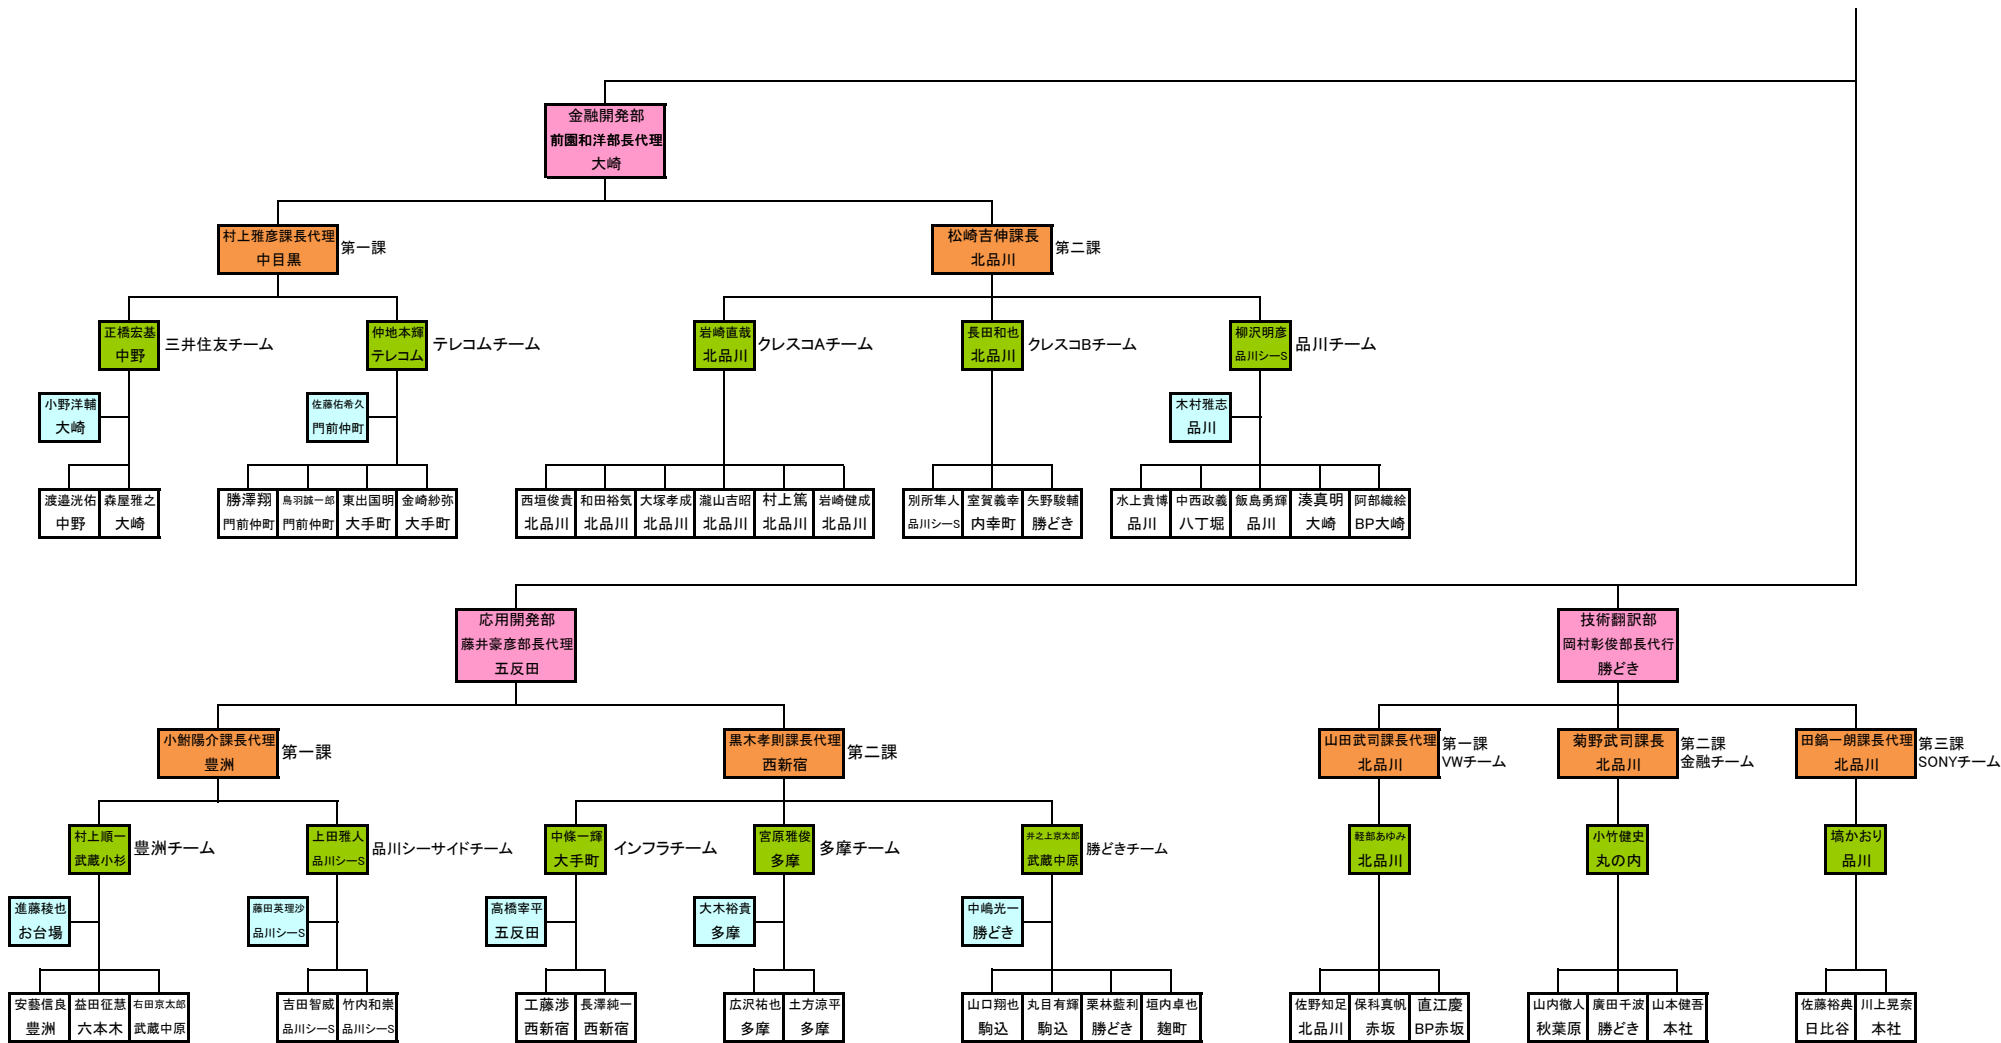 金融開発部
前園和洋部長代理
大崎
村上雅彦課長代理
中目黒
第一課
松崎吉伸課長
北品川
第二課
正橋宏基
中野
三井住友チーム
仲地本輝
テレコム
テレコムチーム
岩崎直哉
北品川
クレスコAチーム
長田和也
北品川
クレスコBチーム
柳沢明彦
品川シーS
品川チーム
小野洋輔
大崎
佐藤佑希久
門前仲町
木村雅志
品川
渡邉洸佑
中野
森屋雅之
大崎
勝澤翔
門前仲町
鳥羽誠一郎
門前仲町
東出国明
大手町
金崎紗弥
大手町
西垣俊貴
北品川
和田裕気
北品川
大塚孝成
北品川
瀧山吉昭
北品川
村上篤
北品川
岩崎健成
北品川
別所隼人
品川シーS
室賀義幸
内幸町
矢野駿輔
勝どき
水上貴博
品川
中西政義
八丁堀
飯島勇輝
品川
湊真明
大崎
阿部織絵
BP大崎
応用開発部
藤井豪彦部長代理
五反田
技術翻訳部
岡村彰俊部長代行
勝どき
小鮒陽介課長代理
豊洲
第一課
黒木孝則課長代理
西新宿
第二課
山田武司課長代理
北品川
第一課
VWチーム
菊野武司課長
北品川
第二課
金融チーム
田鍋一朗課長代理
北品川
第三課
SONYチーム
村上順一
武蔵小杉
豊洲チーム
上田雅人
品川シーS
品川シーサイドチーム
中條一輝
大手町
インフラチーム
宮原雅俊
多摩
多摩チーム
井之上京太郎
武蔵中原
勝どきチーム
軽部あゆみ
北品川
小竹健史
丸の内
塙かおり
品川
進藤稜也
お台場
藤田英理沙
品川シーS
高橋宰平
五反田
大木裕貴
多摩
中嶋光一
勝どき
安藝信良
豊洲
益田征慧
六本木
右田京太郎
武蔵中原
吉田智威
品川シーS
竹内和崇
品川シーS
工藤渉
西新宿
長澤純一
西新宿
広沢祐也
多摩
土方涼平
多摩
山口翔也
駒込
丸目有輝
駒込
栗林藍利
勝どき
垣内卓也
麹町
佐野知足
北品川
保科真帆
赤坂
直江慶
BP赤坂
山内徹人
秋葉原
廣田千波
勝どき
山本健吾
本社
佐藤裕典
日比谷
川上晃奈
本社